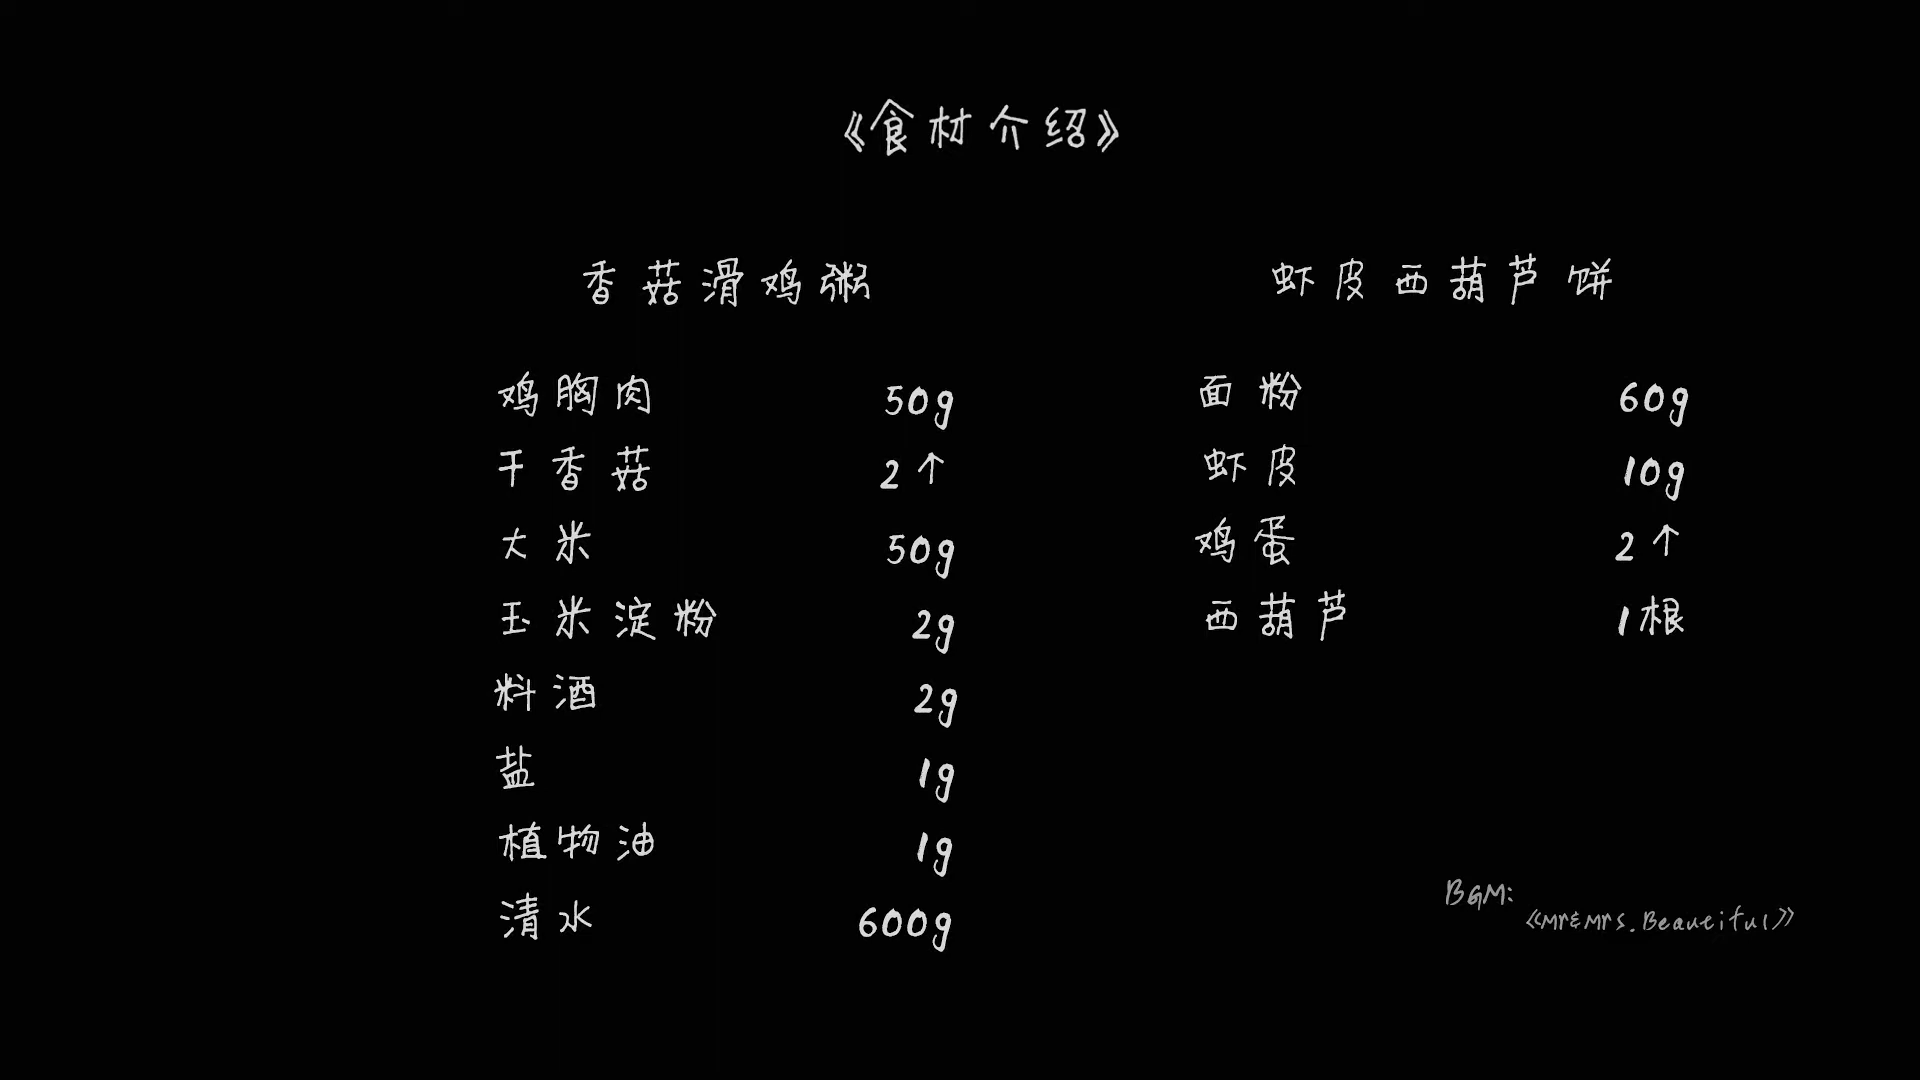 《食材介绍》
香菇滑鸡粥
鸡胸肉 50g
干香菇 2个
大米 50g
玉米淀粉 2g
料酒 2g
盐 1g
植物油 1g
清水 600g
虾皮西葫芦饼
面粉 60g
虾皮 10g
鸡蛋 2个
西葫芦 1根
BGM:
《Mr&Mrs.Beautiful》